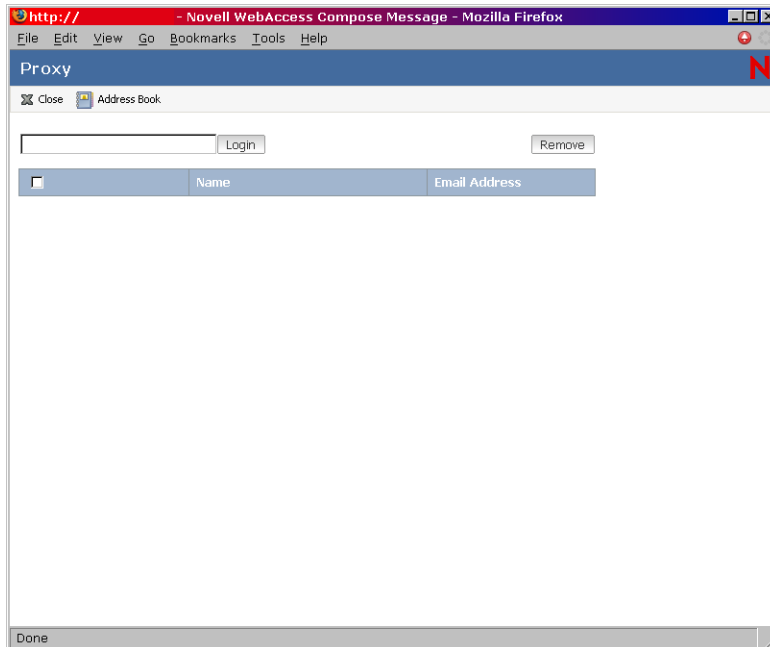 http:// - Novell WebAccess Compose Message - Mozilla Firefox
File Edit View Go Bookmarks Tools Help
Proxy N
Close Address Book
Login Remove
Name Email Address
Done